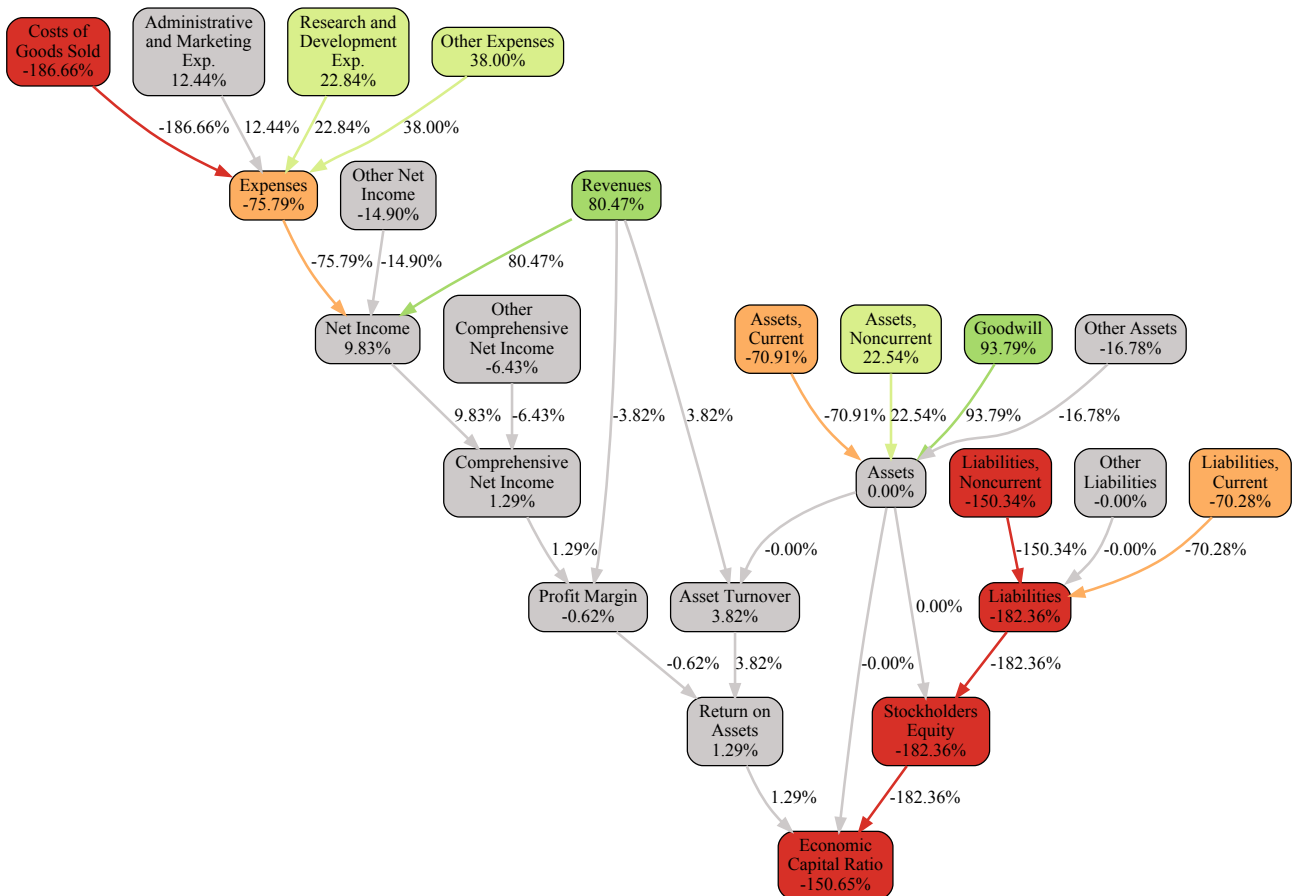 Costs of
Goods Sold
-186.66%
Administrative
and Marketing
Exp.
12.44%
Research and
Development
Exp.
22.84%
Other Expenses
38.00%
-186.66%
12.44%
22.84%
38.00%
Expenses
-75.79%
Other Net
Income
-14.90%
Revenues
80.47%
-75.79%
-14.90%
80.47%
Net Income
9.83%
Other
Comprehensive
Net Income
-6.43%
Assets,
Current
-70.91%
Assets,
Noncurrent
22.54%
Goodwill
93.79%
Other Assets
-16.78%
9.83%
-6.43%
-3.82%
3.82%
-70.91%
22.54%
93.79%
-16.78%
Comprehensive
Net Income
1.29%
Assets
0.00%
Liabilities,
Noncurrent
-150.34%
Other
Liabilities
-0.00%
Liabilities,
Current
-70.28%
1.29%
-0.00%
-150.34%
-0.00%
-70.28%
Profit Margin
-0.62%
Asset Turnover
3.82%
0.00%
Liabilities
-182.36%
-0.62%
3.82%
-0.00%
-182.36%
Return on
Assets
1.29%
Stockholders
Equity
-182.36%
1.29%
-182.36%
Economic
Capital Ratio
-150.65%